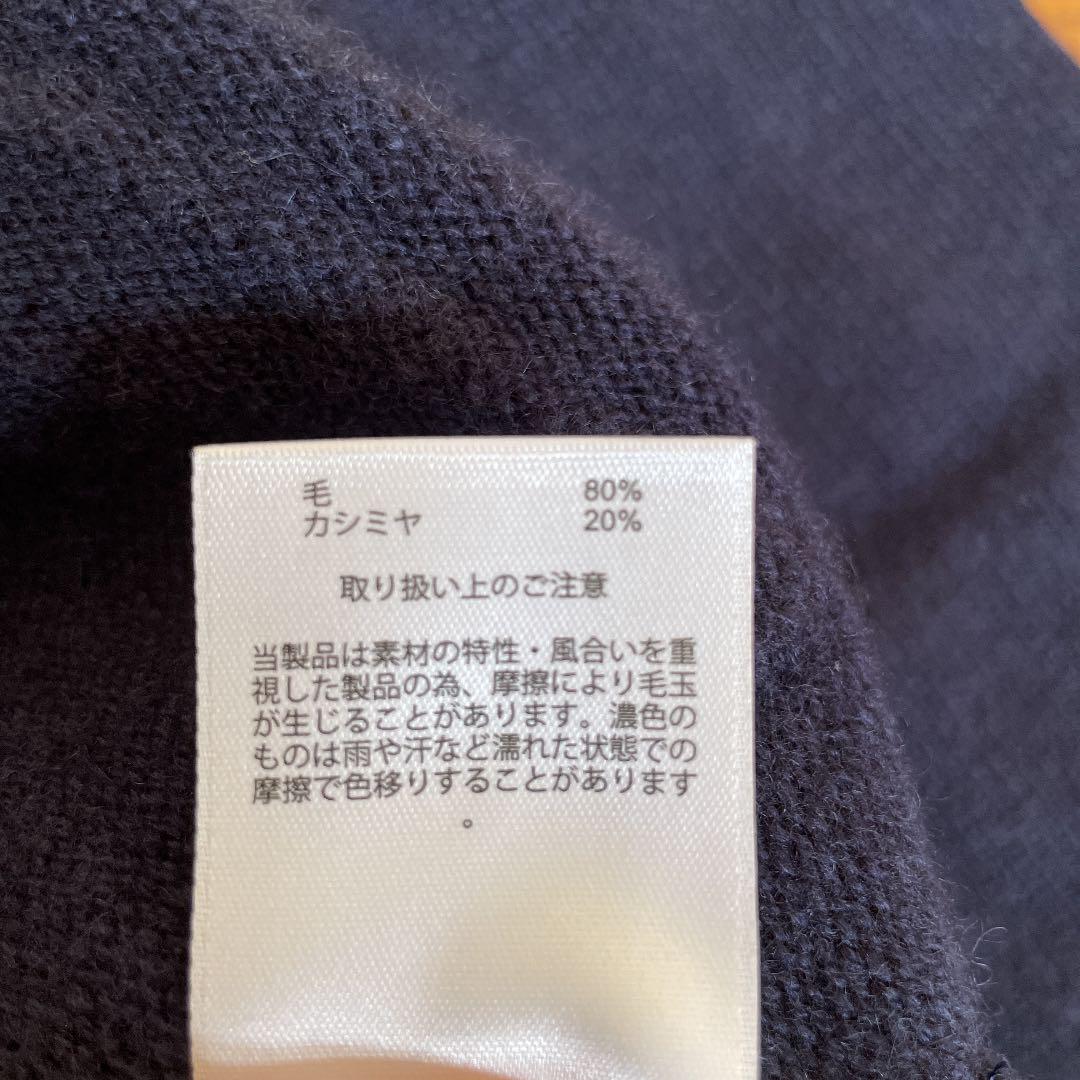 毛 80%
カシミヤ 20%
取り扱い上のご注意
当製品は素材の特性・風合いを重
視した製品の為、摩擦により毛玉
が生じることがあります。濃色の
ものは雨や汗など濡れた状態での
摩擦で色移りすることがあります
。